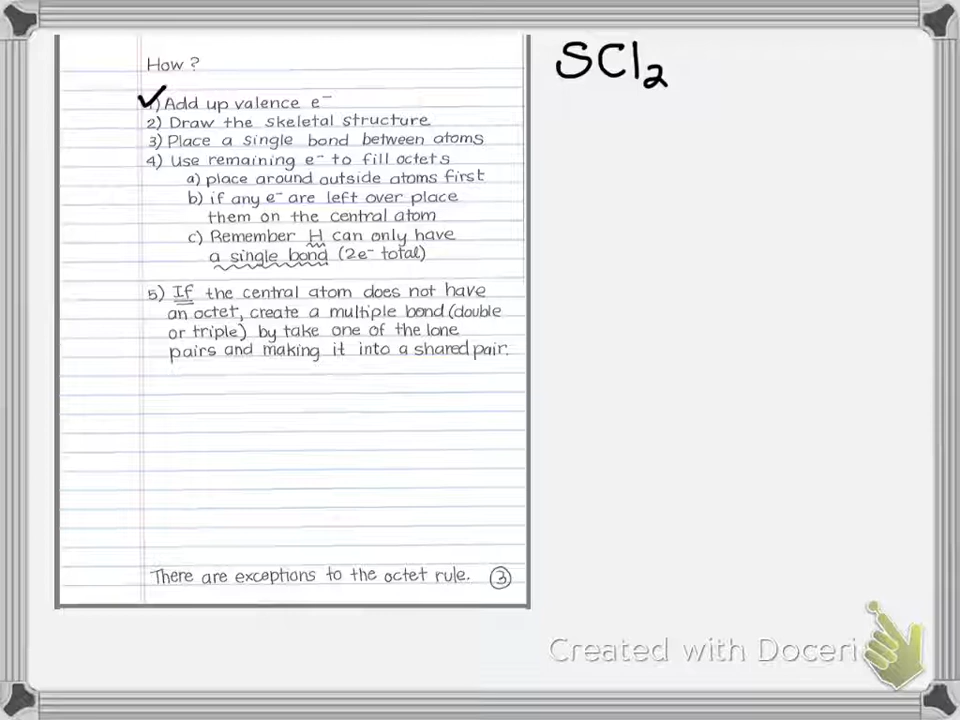 How ?
1) Add up valence e⁻
2) Draw the skeletal structure
3) Place a single bond between atoms
4) Use remaining e⁻ to fill octets
a) place around outside atoms first
b) if any e⁻ are left over place
them on the central atom
c) Remember H can only have
a single bond (2e⁻ total)
5) If the central atom does not have
an octet, create a multiple bond (double
or triple) by take one of the lone
pairs and making it into a shared pair.
There are exceptions to the octet rule. ③
SCl₂
Created with Doceri